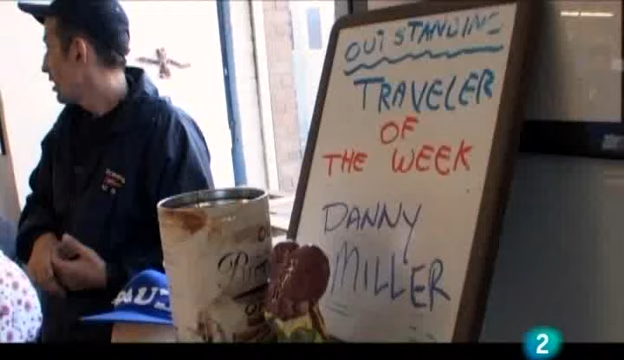 OUTSTANDING
TRAVELER
OF
THE WEEK
DANNY
MILLER
2